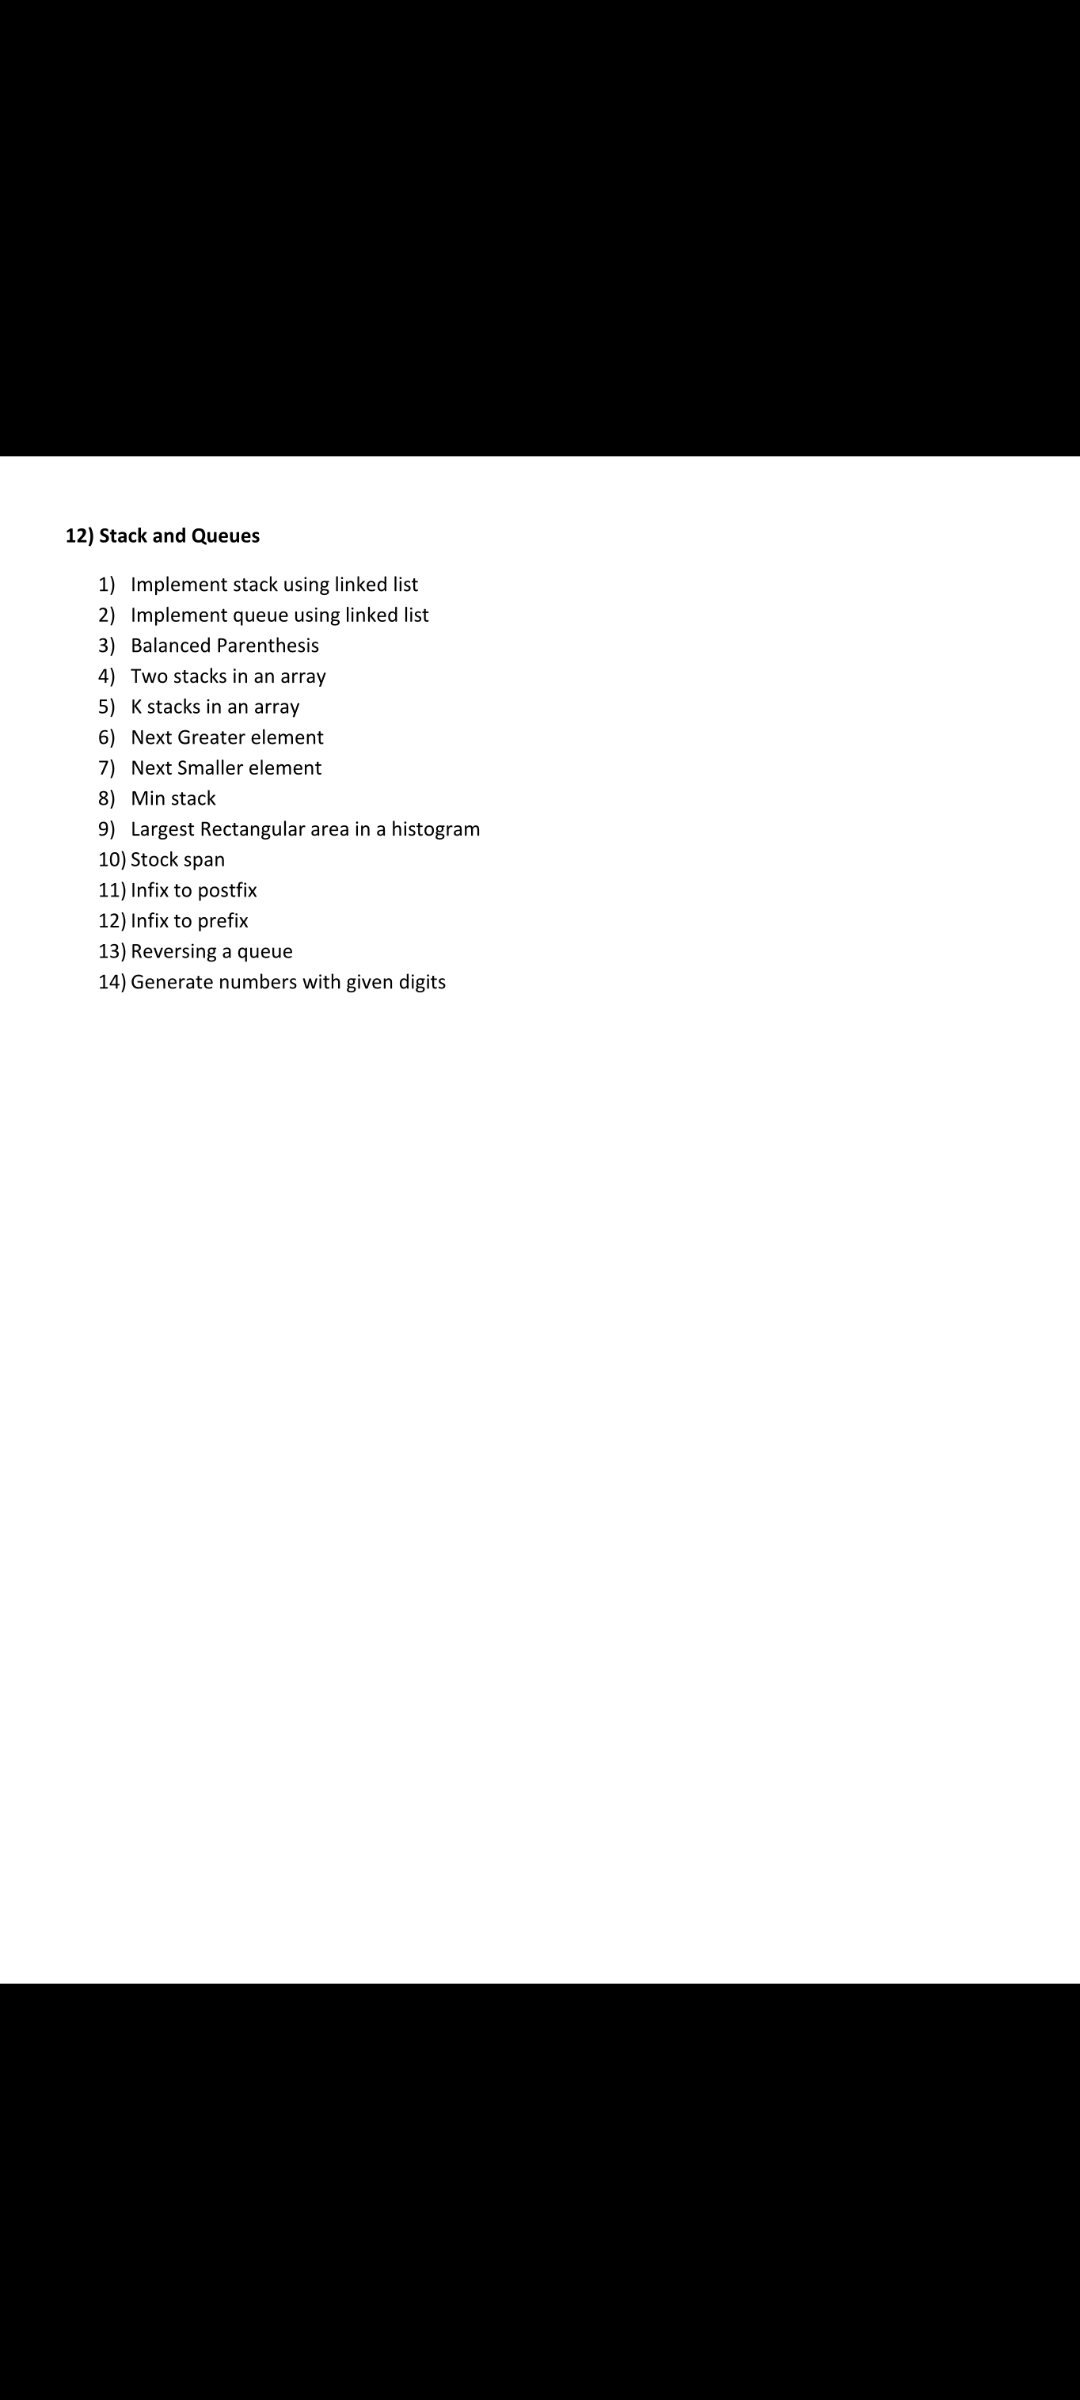 12) Stack and Queues
1) Implement stack using linked list
2) Implement queue using linked list
3) Balanced Parenthesis
4) Two stacks in an array
5) K stacks in an array
6) Next Greater element
7) Next Smaller element
8) Min stack
9) Largest Rectangular area in a histogram
10) Stock span
11) Infix to postfix
12) Infix to prefix
13) Reversing a queue
14) Generate numbers with given digits